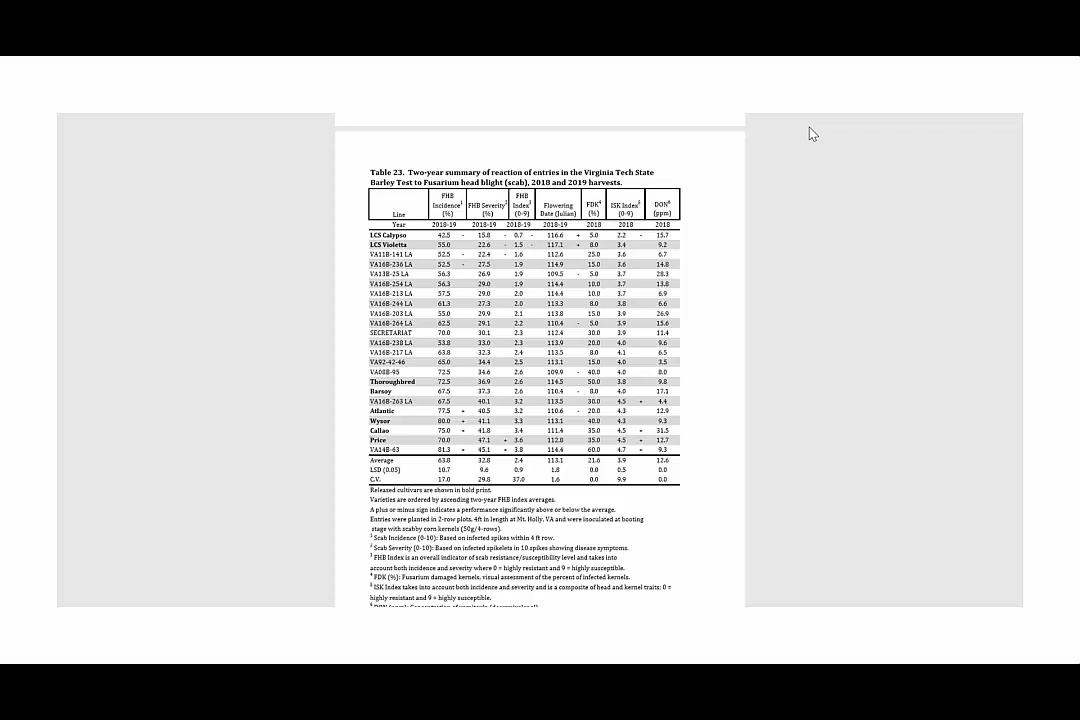 Table 23. Two-year summary of reaction of entries in the Virginia Tech State
Barley Test to Fusarium head blight (scab), 2018 and 2019 harvests.
Line FHB Incidence1 (%) FHB Severity2 (%) FHB Index3 (0-9) Flowering Date (Julian) FDK4 (%) ISK Index5 (0-9) DON6 (ppm)
Year 2018-19 2018-19 2018-19 2018-19 2018 2018 2018
LCS Calypso 42.5 - 15.8 - 0.7 - 116.6 + 5.0 2.2 - 15.7
LCS Violetta 55.0 22.6 - 1.5 - 117.1 + 8.0 3.4 9.2
VA11B-141 LA 52.5 - 22.4 - 1.6 112.6 25.0 3.6 6.7
VA16B-236 LA 52.5 - 27.5 1.9 114.9 15.0 3.6 14.8
VA13B-25 LA 56.3 26.9 1.9 109.5 - 5.0 3.7 28.3
VA16B-254 LA 56.3 29.0 1.9 114.4 10.0 3.7 13.8
VA16B-213 LA 57.5 29.0 2.0 114.4 10.0 3.7 6.9
VA16B-244 LA 61.3 27.3 2.0 113.3 8.0 3.8 6.6
VA16B-203 LA 55.0 29.9 2.1 113.8 15.0 3.9 26.9
VA16B-264 LA 62.5 29.1 2.2 110.4 - 5.0 3.9 15.6
SECRETARIAT 70.0 30.1 2.3 112.4 30.0 3.9 11.4
VA16B-238 LA 53.8 33.0 2.3 113.9 20.0 4.0 9.6
VA16B-217 LA 63.8 32.3 2.4 113.5 8.0 4.1 6.5
VA92-42-46 65.0 34.4 2.5 113.1 15.0 4.0 3.5
VA08B-95 72.5 34.6 2.6 109.9 - 40.0 4.0 8.0
Thoroughbred 72.5 36.9 2.6 114.5 50.0 3.8 9.8
Barsoy 67.5 37.3 2.6 110.4 - 8.0 4.0 17.1
VA16B-263 LA 67.5 40.1 3.2 113.5 30.0 4.5 + 4.4
Atlantic 77.5 + 40.5 3.2 110.6 - 20.0 4.3 12.9
Wysor 80.0 + 41.1 3.3 113.1 40.0 4.3 9.3
Callao 75.0 + 41.8 3.4 111.4 35.0 4.5 + 31.5
Price 70.0 47.1 + 3.6 112.8 35.0 4.5 + 12.7
VA14B-63 81.3 + 45.1 + 3.8 114.4 60.0 4.7 + 9.3
Average 63.8 32.8 2.4 113.1 21.6 3.9 12.6
LSD (0.05) 10.7 9.6 0.9 1.8 0.0 0.5 0.0
C.V. 17.0 29.8 37.0 1.6 0.0 9.9 0.0
Released cultivars are shown in bold print.
Varieties are ordered by ascending two-year FHB index averages.
A plus or minus sign indicates a performance significantly above or below the average.
Entries were planted in 2-row plots, 4ft in length at Mt. Holly, VA and were inoculated at booting
stage with scabby corn kernels (50g/4-rows).
1 Scab Incidence (0-10): Based on infected spikes within 4 ft row.
2 Scab Severity (0-10): Based on infected spikelets in 10 spikes showing disease symptoms.
3 FHB Index is an overall indicator of scab resistance/susceptibility level and takes into
account both incidence and severity where 0 = highly resistant and 9 = highly susceptible.
4 FDK (%): Fusarium damaged kernels, visual assessment of the percent of infected kernels.
5 ISK Index takes into account both incidence and severity and is a composite of head and kernel traits; 0 =
highly resistant and 9 = highly susceptible.